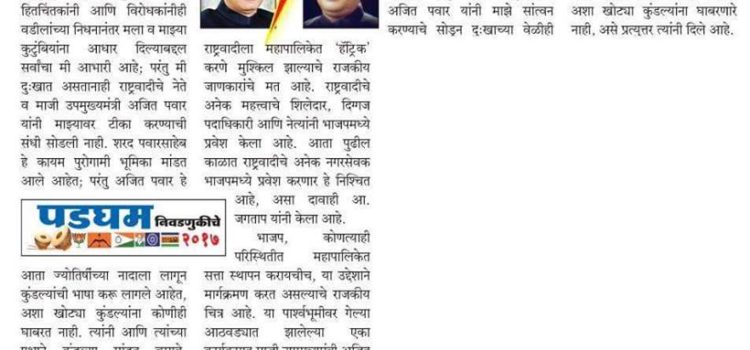 हितचिंतकांनी आणि विरोधकांनीही
वडीलांच्या निधनानंतर मला व माझ्या
कुटुंबियांना आधार दिल्याबद्दल
सर्वांचा मी आभारी आहे; परंतु मी
दुःखात असतानाही राष्ट्रवादीचे नेते
व माजी उपमुख्यमंत्री अजित पवार
यांनी माझ्यावर टीका करण्याची
संधी सोडली नाही. शरद पवारसाहेब
हे कायम पुरोगामी भूमिका मांडत
आले आहेत; परंतु अजित पवार हे
पडघम
निवडणुकीचे
२०१७
आता ज्योतिषींच्या नादाला लागून
कुंडल्यांची भाषा करू लागले आहेत,
अशा खोट्या कुंडल्यांना कोणीही
घाबरत नाही. त्यांनी आणि त्यांच्या
राष्ट्रवादीला महापालिकेत 'हॅट्रिक'
करणे मुश्किल झाल्याचे राजकीय
जाणकारांचे मत आहे. राष्ट्रवादीचे
अनेक महत्त्वाचे शिलेदार, दिग्गज
पदाधिकारी आणि नेत्यांनी भाजपमध्ये
प्रवेश केला आहे. आता पुढील
काळात राष्ट्रवादीचे अनेक नगरसेवक
भाजपमध्ये प्रवेश करणार हे निश्चित
आहे, असा दावाही आ.
जगताप यांनी केला आहे.
भाजप, कोणत्याही
परिस्थितीत महापालिकेत
सत्ता स्थापन करायचीच, या उद्देशाने
मार्गक्रमण करत असल्याचे राजकीय
चित्र आहे. या पार्श्वभूमीवर गेल्या
आठवड्यात झालेल्या एका
अजित पवार यांनी माझे सांत्वन
करण्याचे सोडून दुःखाच्या वेळीही
अशा खोट्या कुंडल्यांना घाबरणारे
नाही, असे प्रत्युत्तर त्यांनी दिले आहे.